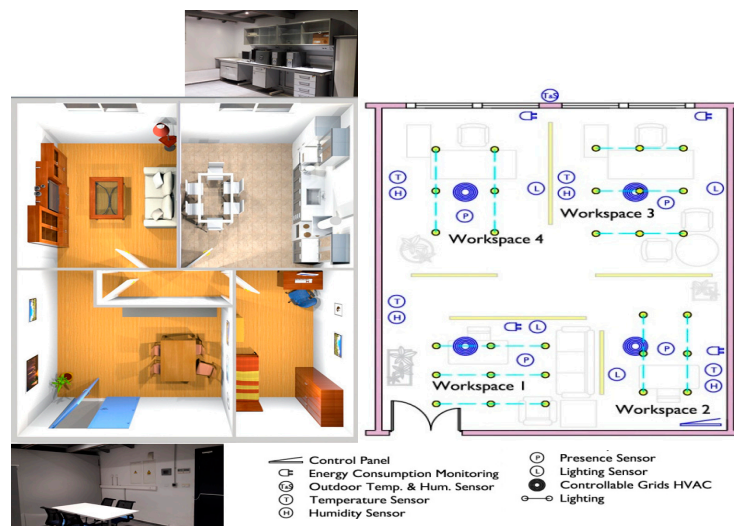 T&S
T
H
L
T
H
L
P
P
Workspace 3
Workspace 4
T
H
L
P
P
L
T
H
Workspace 1
Workspace 2
Control Panel
Energy Consumption Monitoring
T&S Outdoor Temp. & Hum. Sensor
T Temperature Sensor
H Humidity Sensor
P Presence Sensor
L Lighting Sensor
Controllable Grids HVAC
Lighting